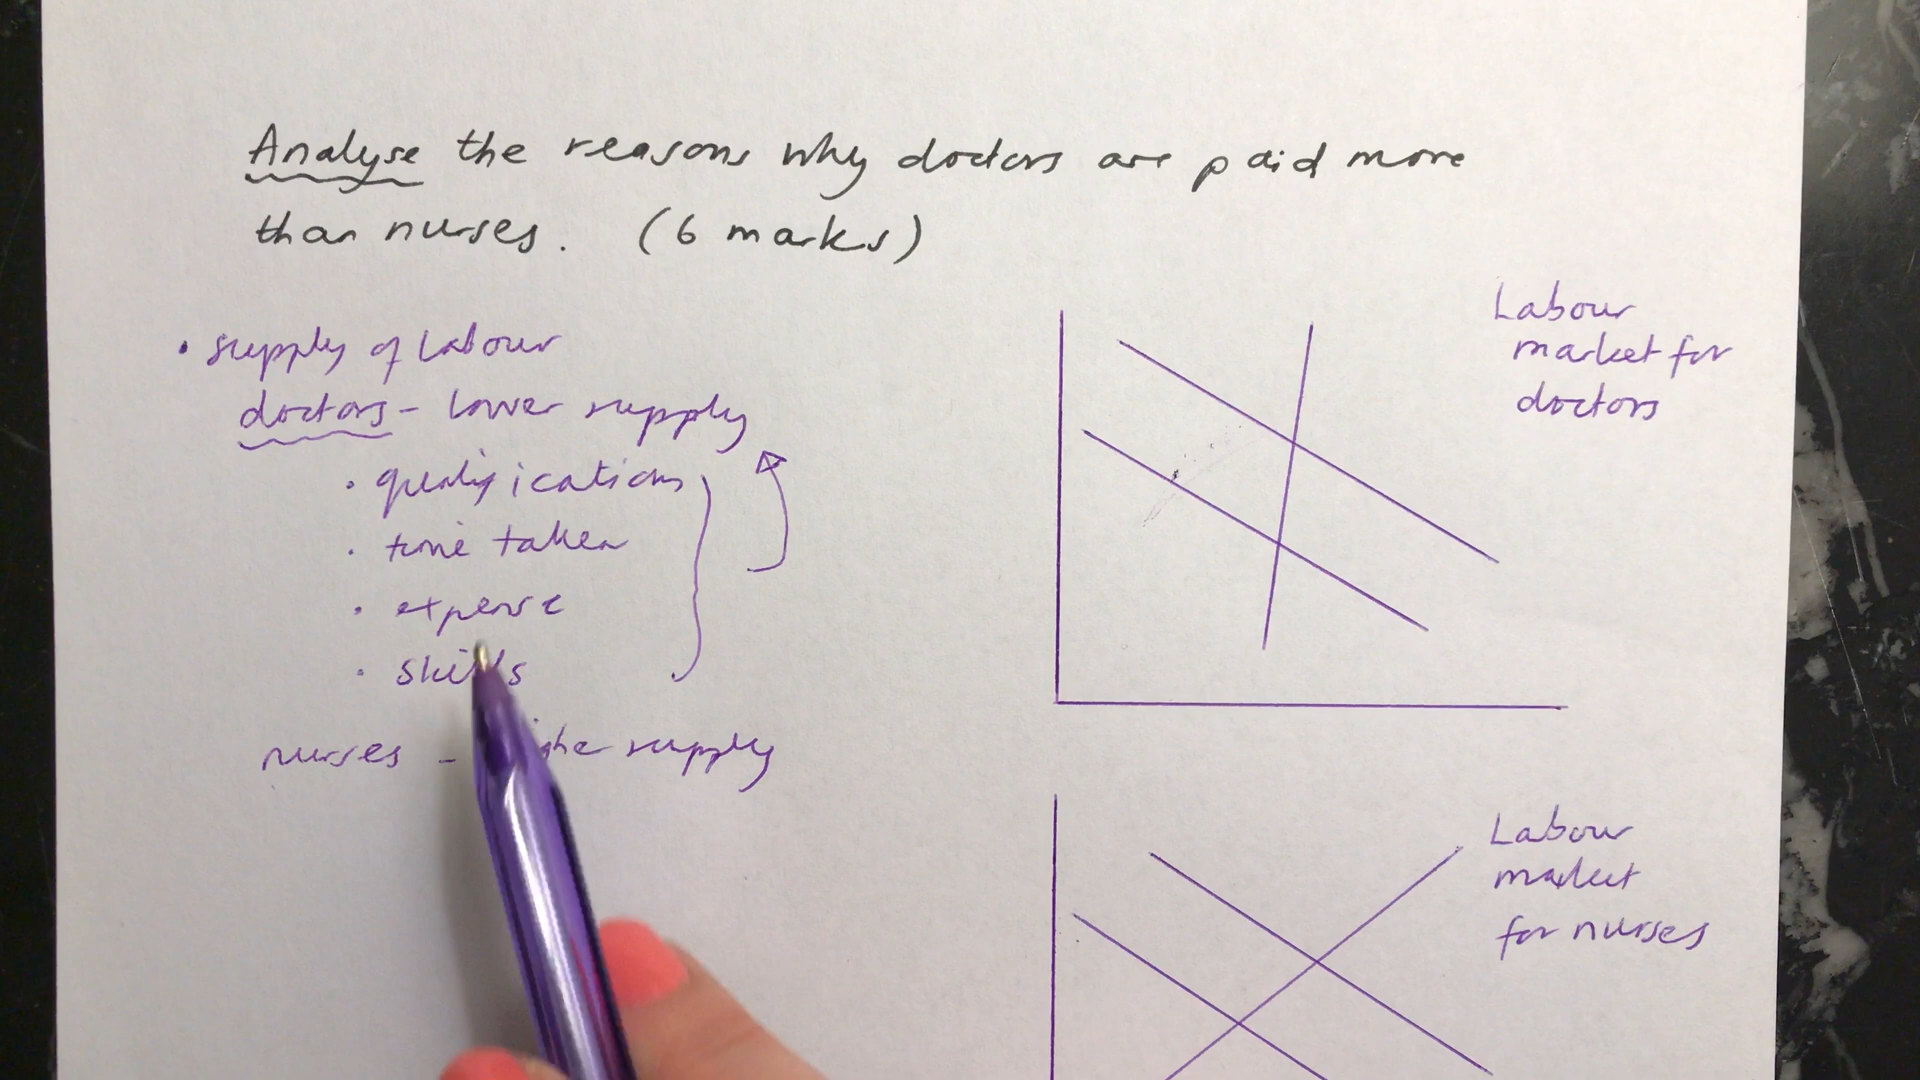 Analyse the reasons why doctors are paid more
than nurses. (6 marks)
• supply of Labour
doctors - lower supply
• qualifications
• time taken
• expense
• skills
nurses - supply
Labour
market for
doctors
Labour
market
for nurses